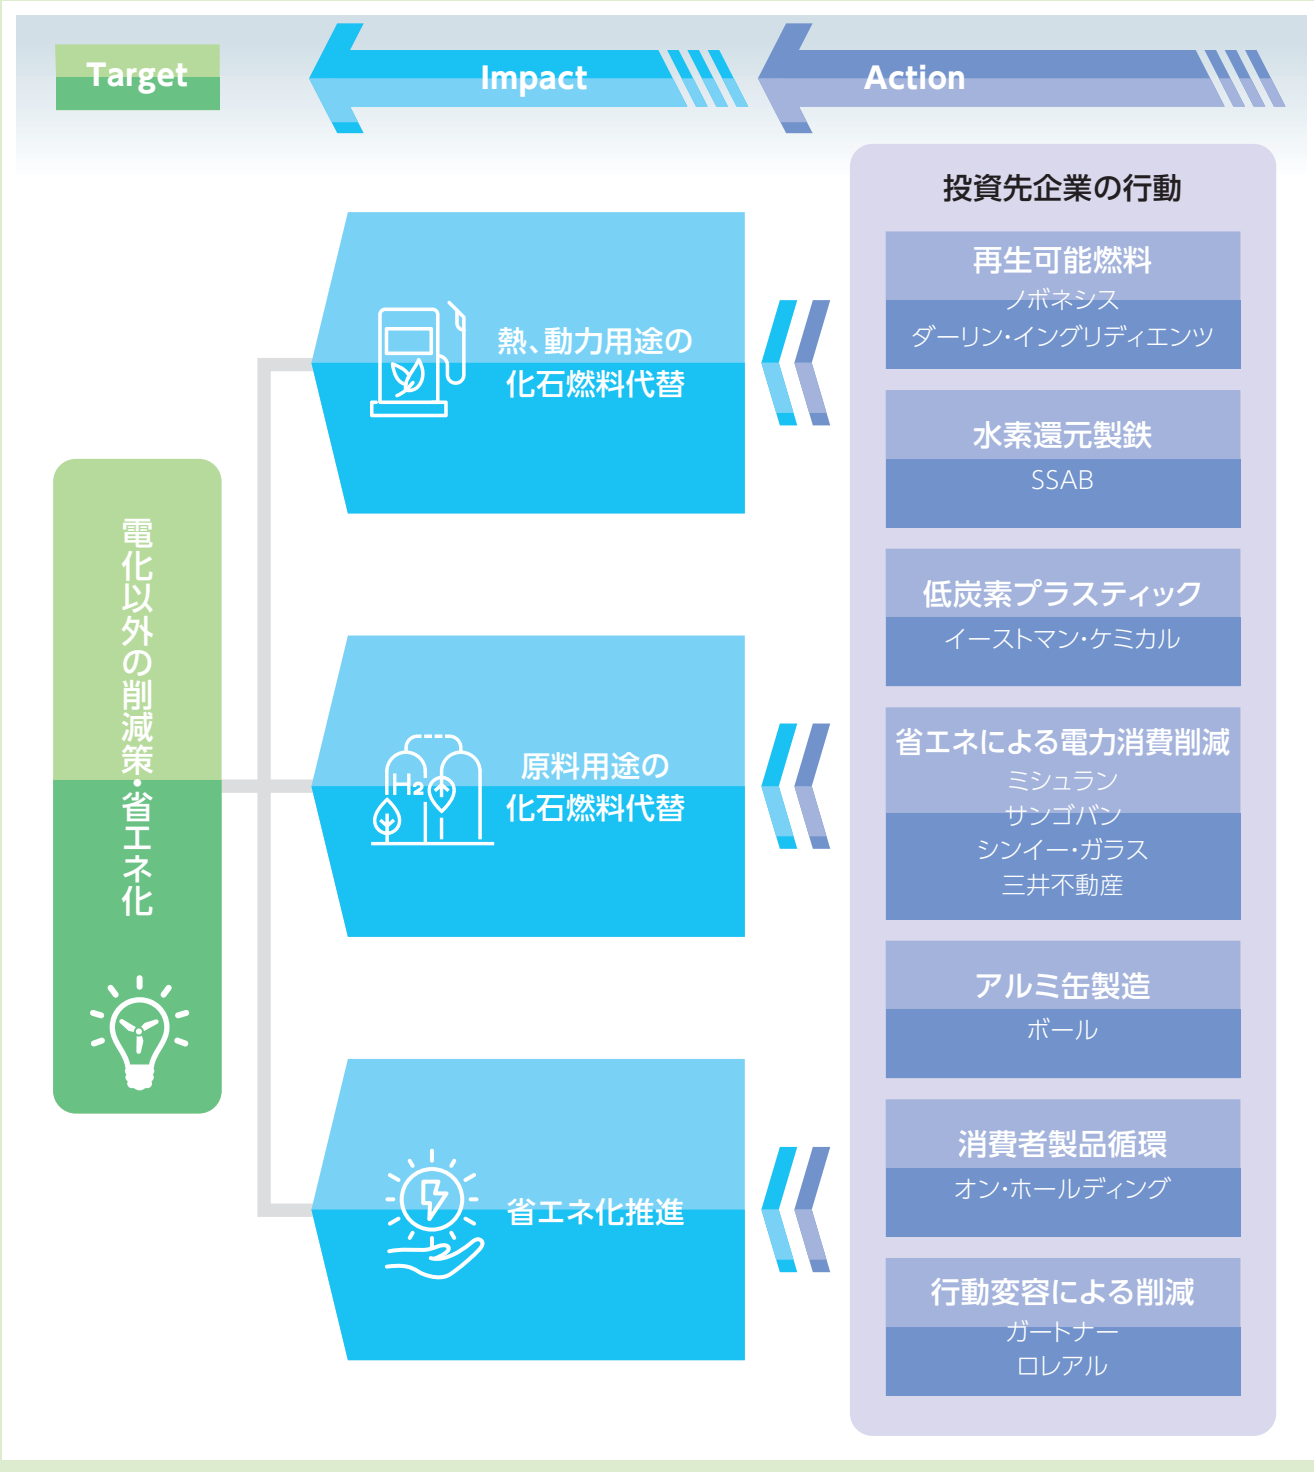 Target
Impact
Action
電化以外の削減策・省エネ化
熱、動力用途の
化石燃料代替
H₂
原料用途の
化石燃料代替
省エネ化推進
投資先企業の行動
再生可能燃料
ノボネシス
ダーリン・イングリディエンツ
水素還元製鉄
SSAB
低炭素プラスティック
イーストマン・ケミカル
省エネによる電力消費削減
ミシュラン
サンゴバン
シンイー・ガラス
三井不動産
アルミ缶製造
ボール
消費者製品循環
オン・ホールディング
行動変容による削減
ガートナー
ロレアル